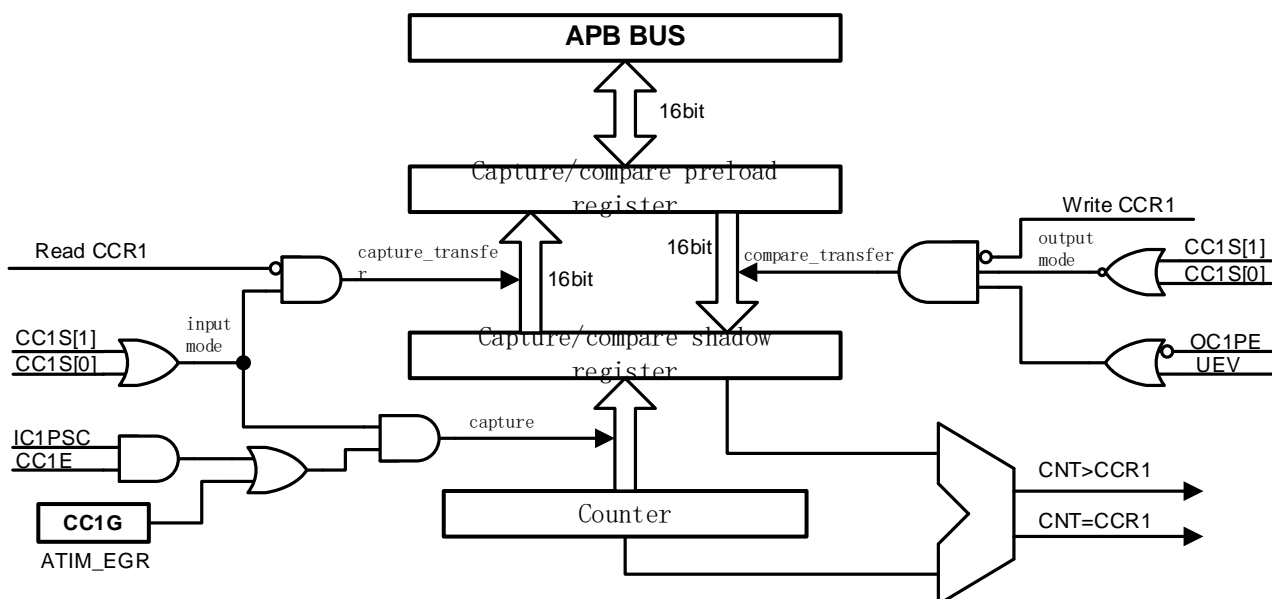 APB BUS
16bit
Capture/compare preload
register
Write CCR1
Read CCR1
capture_transfe
r
16bit
16bit
compare_transfer
output
mode
CC1S[1]
CC1S[0]
input
mode
CC1S[1]
CC1S[0]
Capture/compare shadow
register
OC1PE
UEV
IC1PSC
CC1E
capture
CC1G
ATIM_EGR
Counter
CNT>CCR1
CNT=CCR1